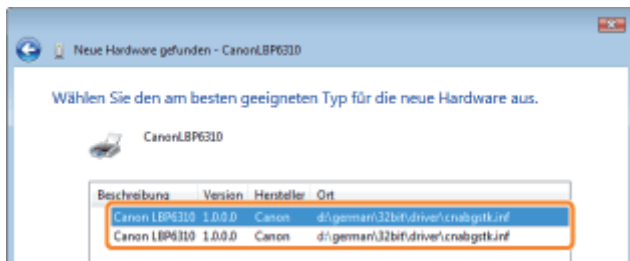 Neue Hardware gefunden - CanonLBP6310
Wählen Sie den am besten geeigneten Typ für die neue Hardware aus.
CanonLBP6310
Beschreibung Version Hersteller Ort
Canon LBP6310 1.0.0.0 Canon d:\german\32bit\driver\cnabgstk.inf
Canon LBP6310 1.0.0.0 Canon d:\german\32bit\driver\cnabgstk.inf